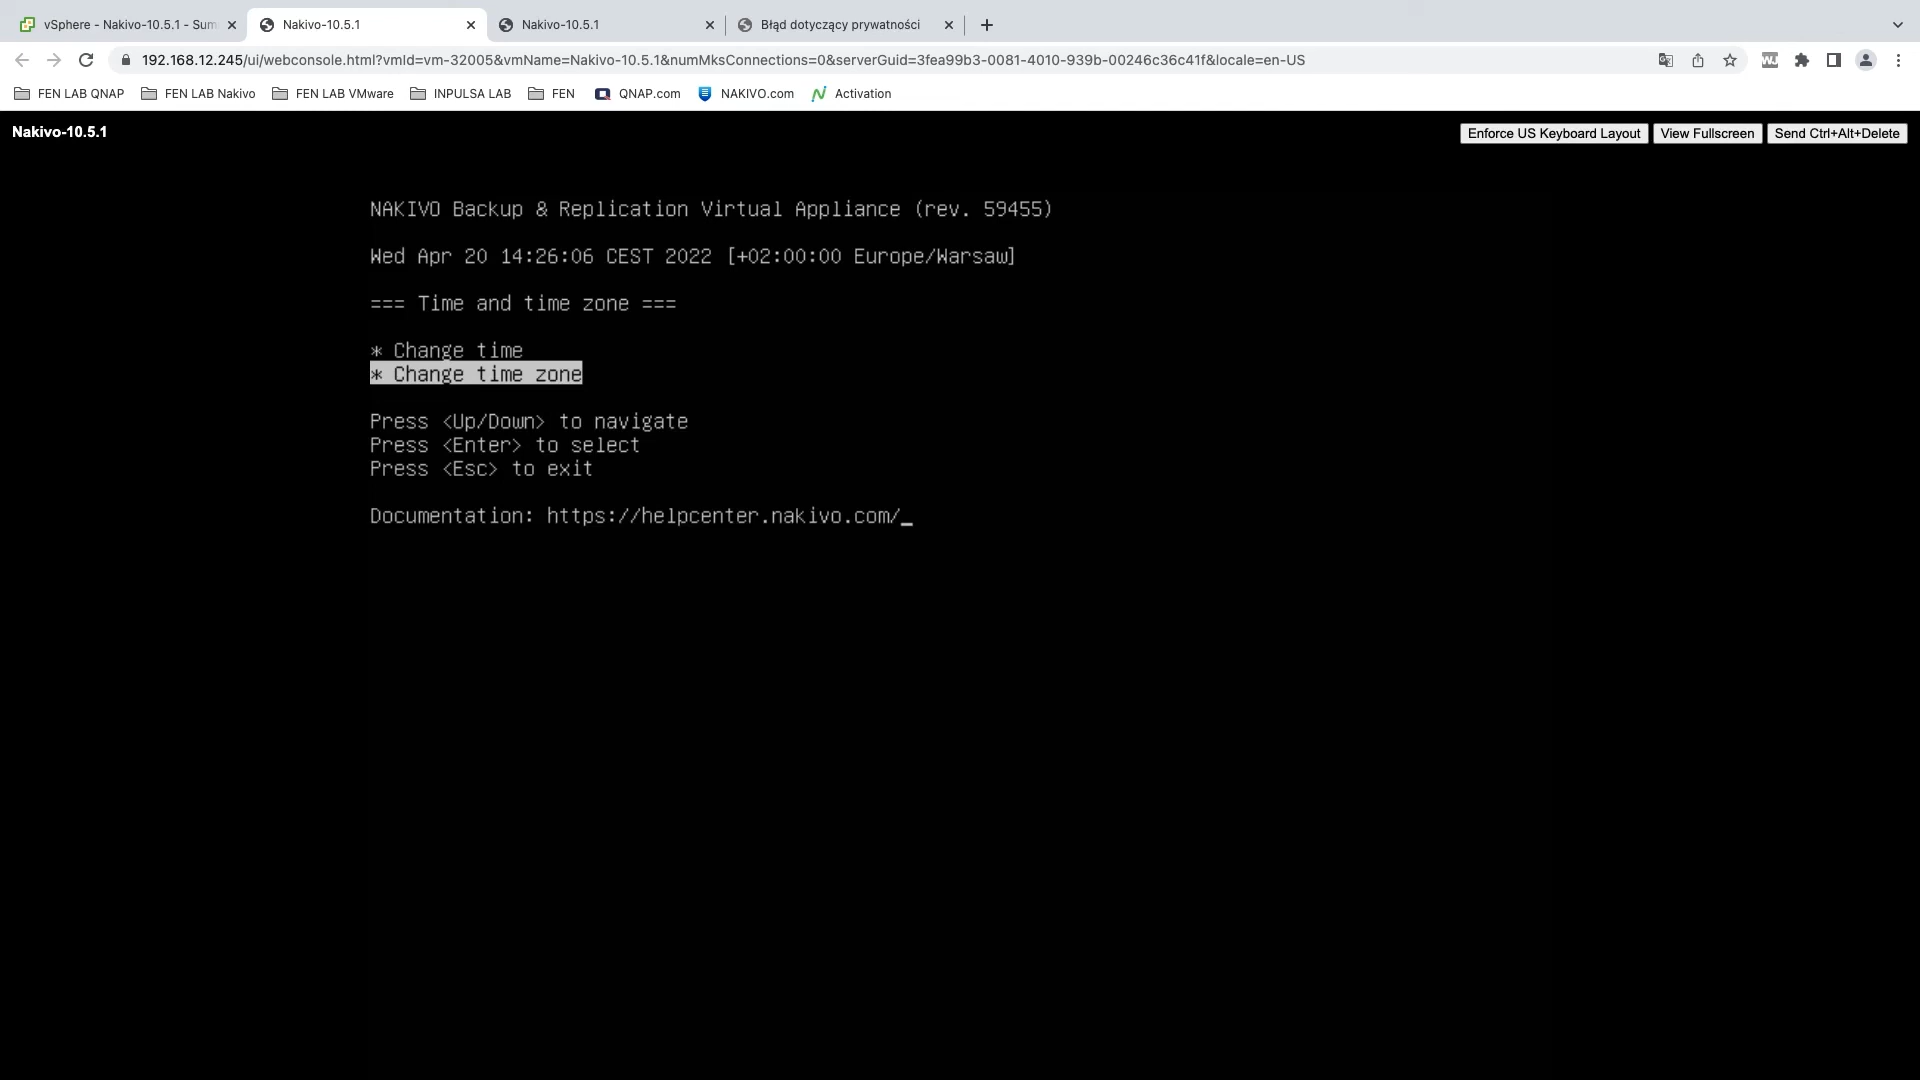 vSphere - Nakivo-10.5.1 - Sum
Nakivo-10.5.1
Nakivo-10.5.1
Błąd dotyczący prywatności
192.168.12.245/ui/webconsole.html?vmId=vm-32005&vmName=Nakivo-10.5.1&numMksConnections=0&serverGuid=3fea99b3-0081-4010-939b-00246c36c41f&locale=en-US
FEN LAB QNAP
FEN LAB Nakivo
FEN LAB VMware
INPULSA LAB
FEN
QNAP.com
NAKIVO.com
Activation
Nakivo-10.5.1
Enforce US Keyboard Layout
View Fullscreen
Send Ctrl+Alt+Delete
NAKIVO Backup & Replication Virtual Appliance (rev. 59455)
Wed Apr 20 14:26:06 CEST 2022 [+02:00:00 Europe/Warsaw]
=== Time and time zone ===
* Change time
* Change time zone
Press <Up/Down> to navigate
Press <Enter> to select
Press <Esc> to exit
Documentation: https://helpcenter.nakivo.com/_